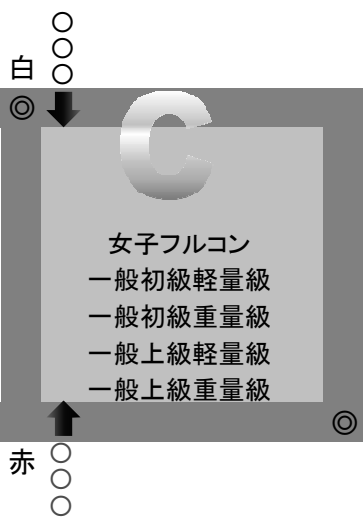 ○
○
白 ○
◎
C
女子フルコン
一般初級軽量級
一般初級重量級
一般上級軽量級
一般上級重量級
◎
赤 ○
○
○